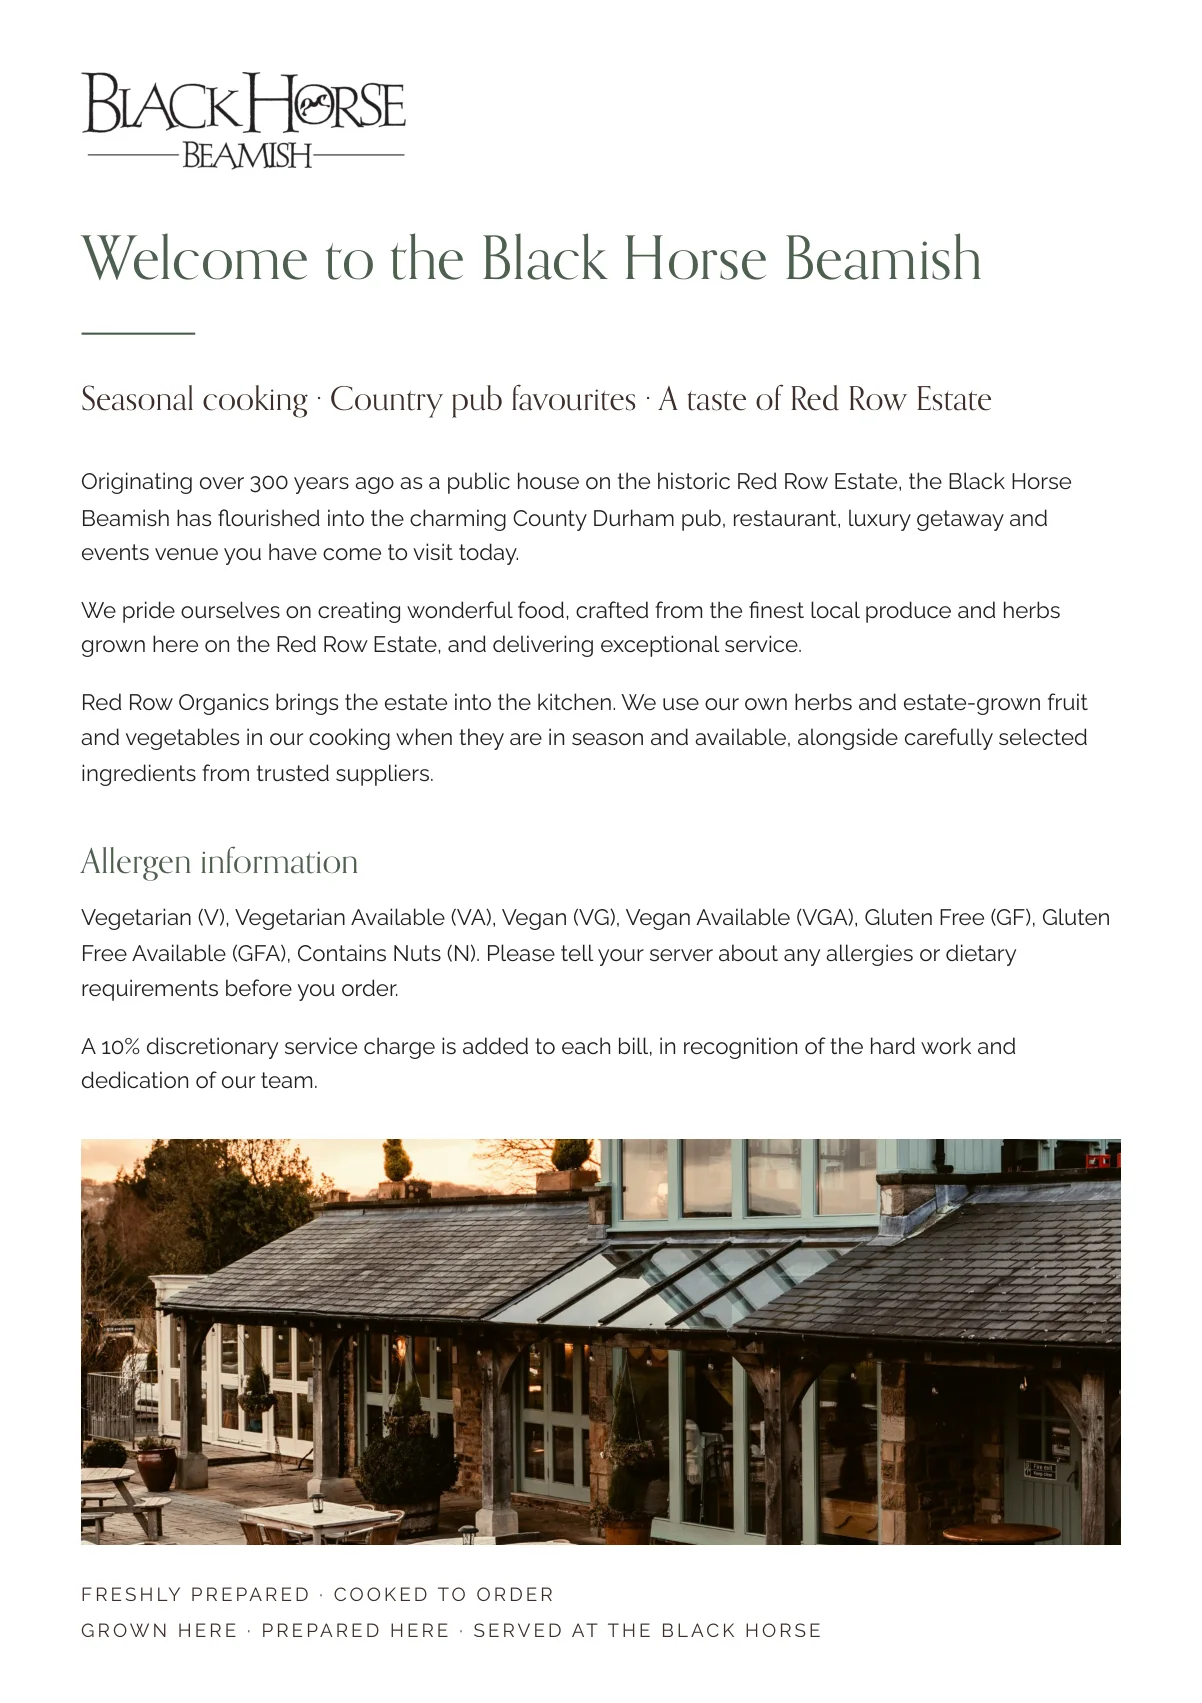 BLACK HORSE
BEAMISH
Welcome to the Black Horse Beamish
Seasonal cooking · Country pub favourites · A taste of Red Row Estate
Originating over 300 years ago as a public house on the historic Red Row Estate, the Black Horse
Beamish has flourished into the charming County Durham pub, restaurant, luxury getaway and
events venue you have come to visit today.
We pride ourselves on creating wonderful food, crafted from the finest local produce and herbs
grown here on the Red Row Estate, and delivering exceptional service.
Red Row Organics brings the estate into the kitchen. We use our own herbs and estate-grown fruit
and vegetables in our cooking when they are in season and available, alongside carefully selected
ingredients from trusted suppliers.
Allergen information
Vegetarian (V), Vegetarian Available (VA), Vegan (VG), Vegan Available (VGA), Gluten Free (GF), Gluten
Free Available (GFA), Contains Nuts (N). Please tell your server about any allergies or dietary
requirements before you order.
A 10% discretionary service charge is added to each bill, in recognition of the hard work and
dedication of our team.
FRESHLY PREPARED · COOKED TO ORDER
GROWN HERE · PREPARED HERE · SERVED AT THE BLACK HORSE